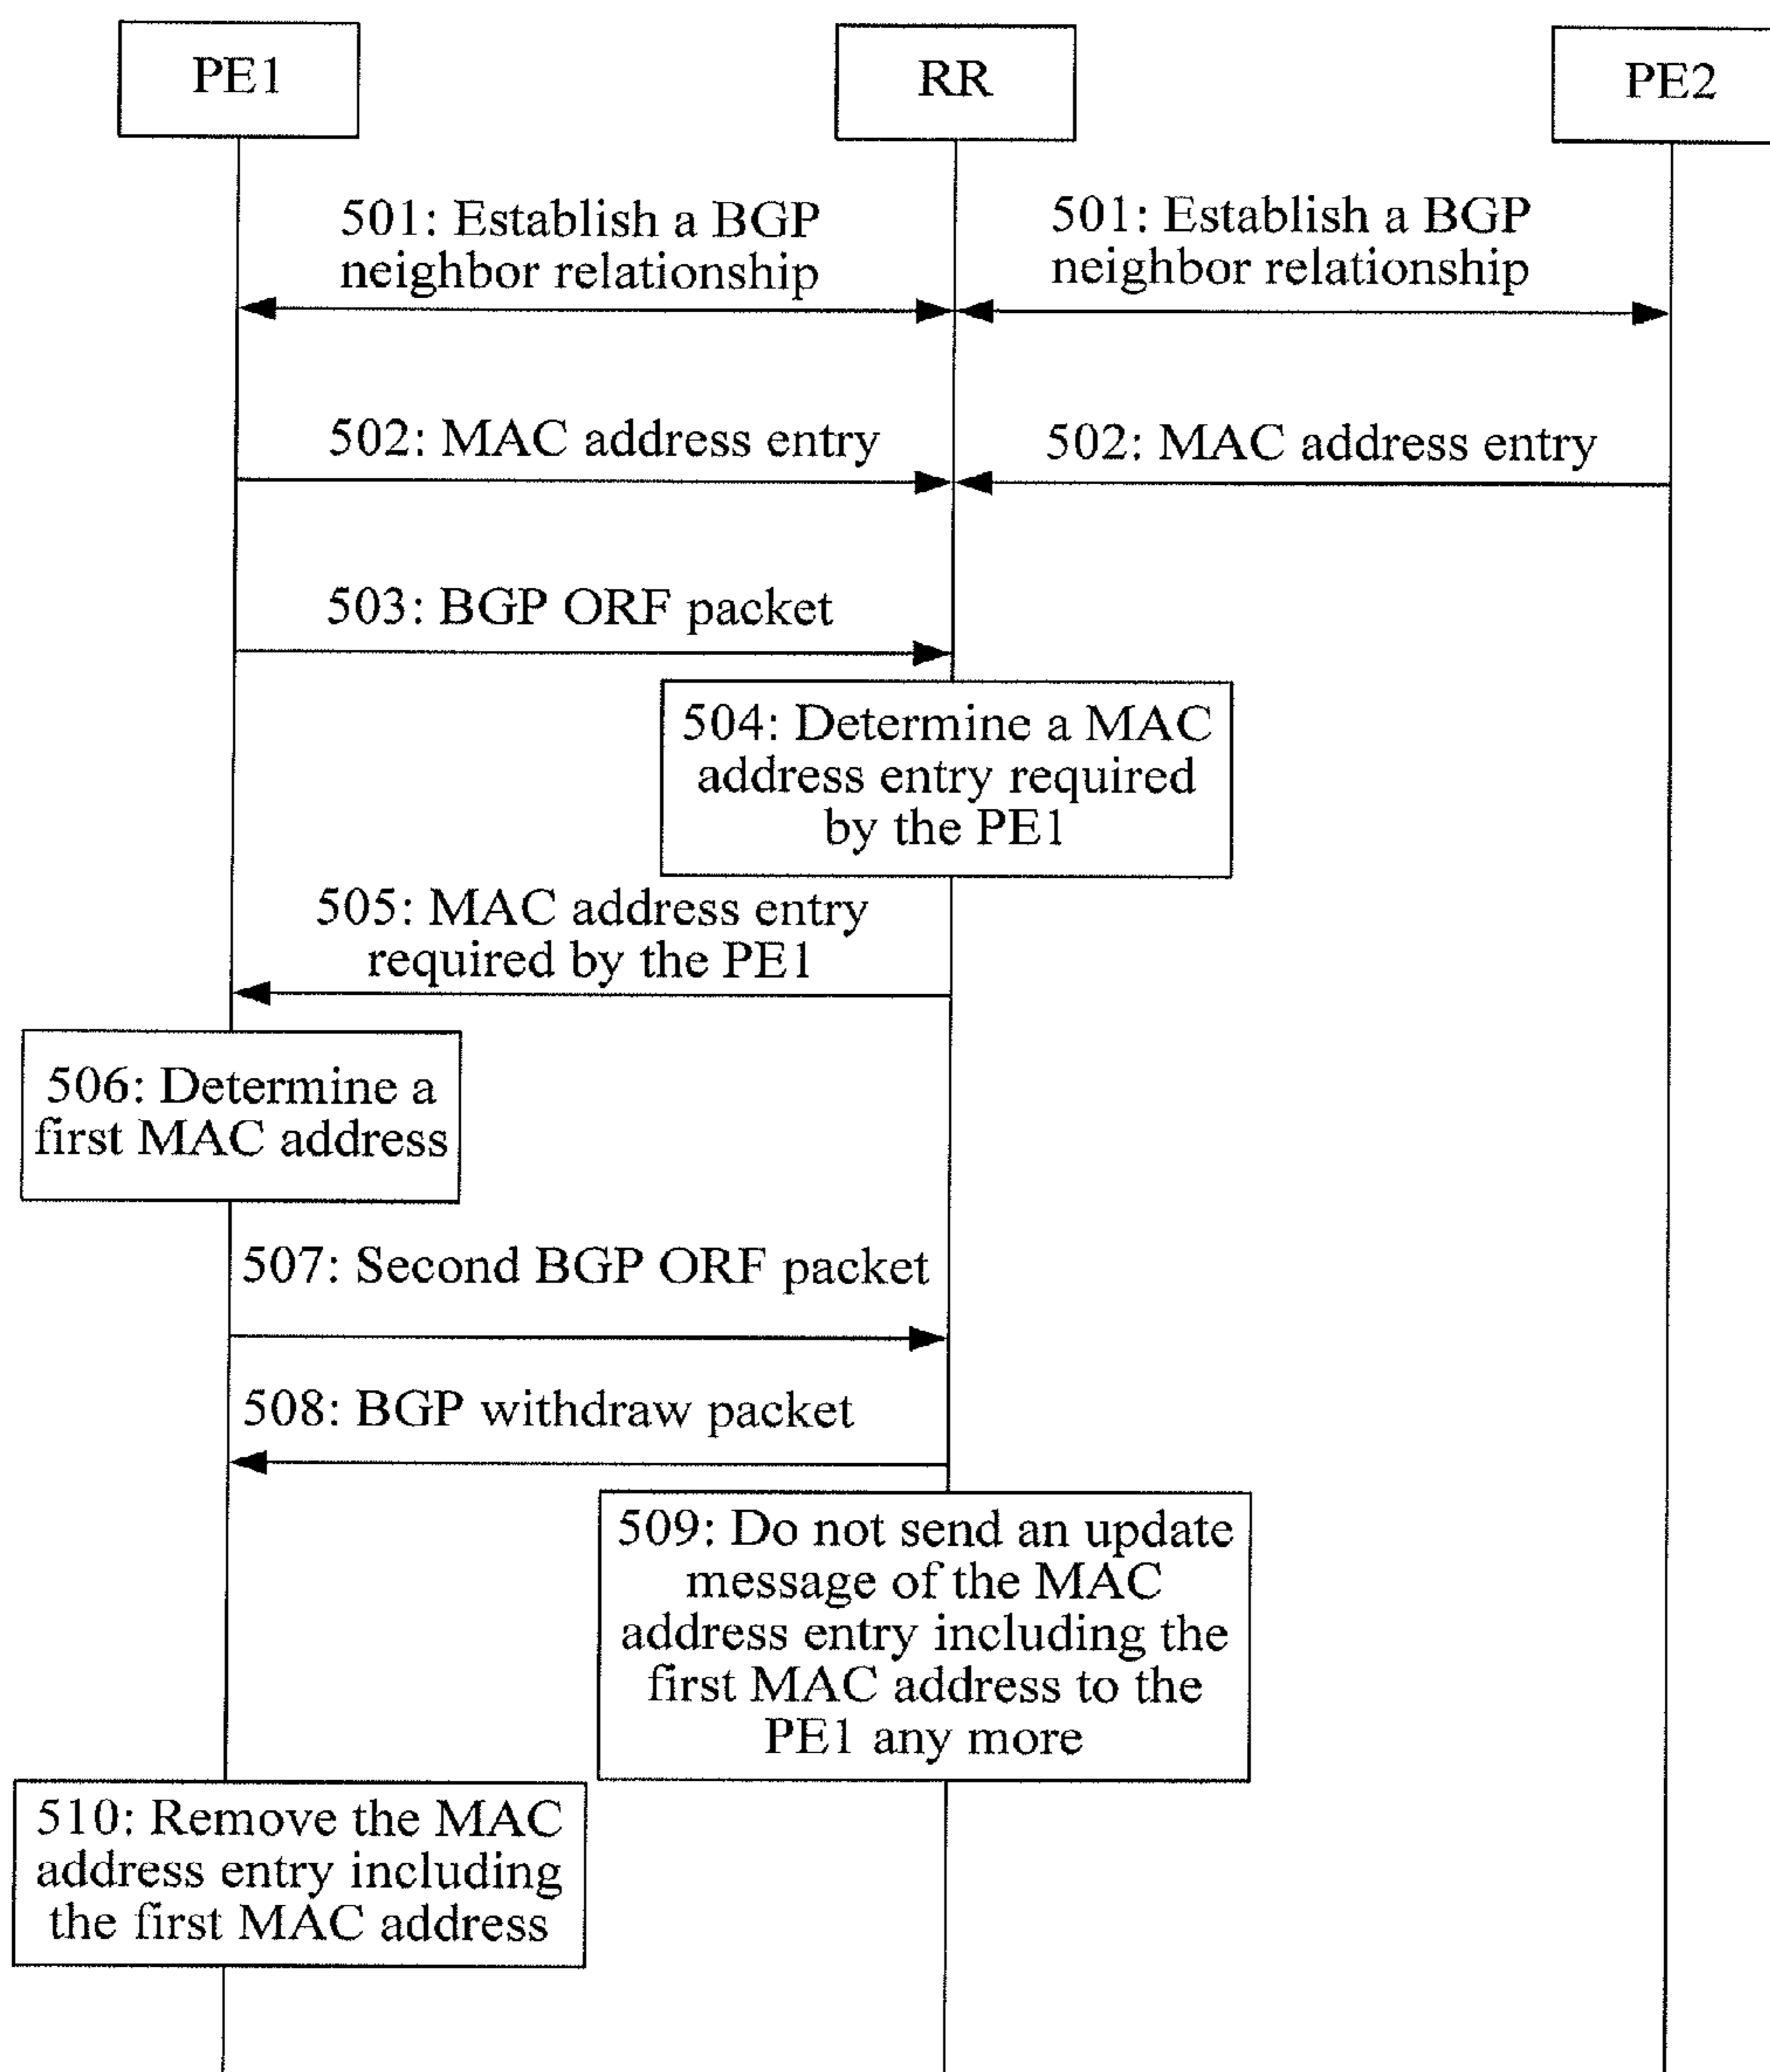 PE1
RR
PE2
501: Establish a BGP
neighbor relationship
501: Establish a BGP
neighbor relationship
502: MAC address entry
502: MAC address entry
503: BGP ORF packet
504: Determine a MAC
address entry required
by the PE1
505: MAC address entry
required by the PE1
506: Determine a
first MAC address
507: Second BGP ORF packet
508: BGP withdraw packet
509: Do not send an update
message of the MAC
address entry including the
first MAC address to the
PE1 any more
510: Remove the MAC
address entry including
the first MAC address